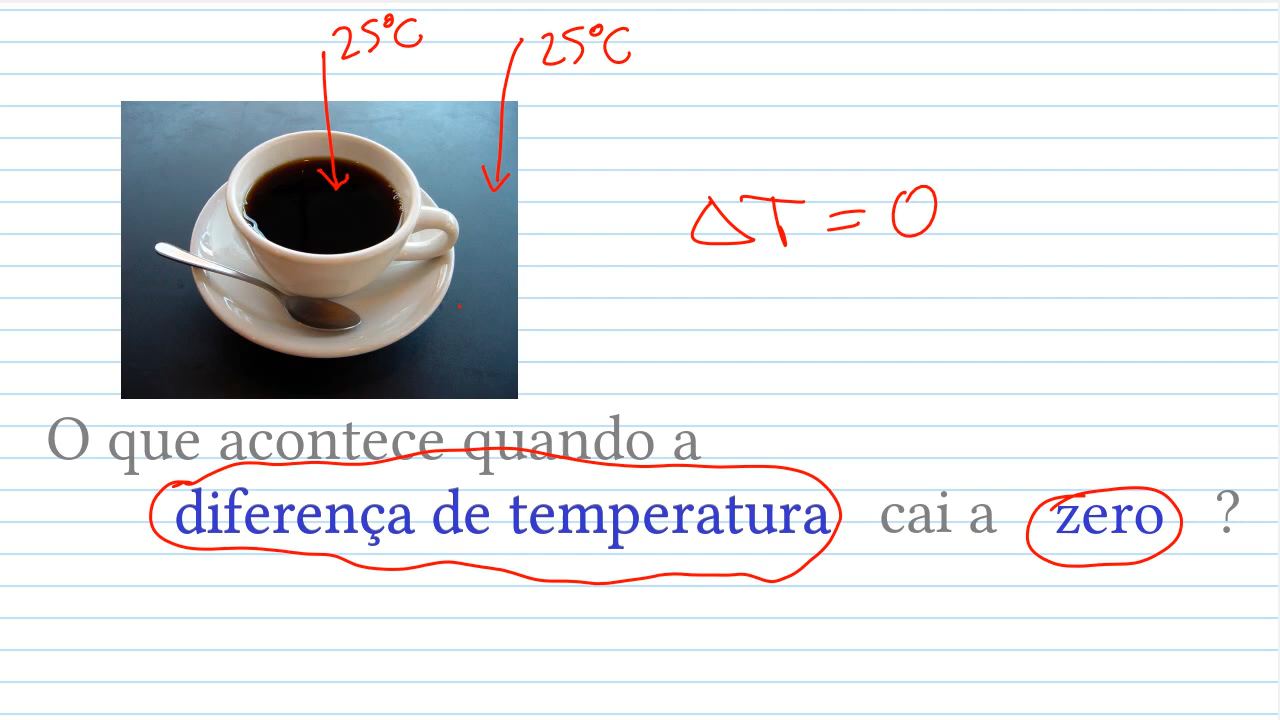 25°C 25°C
ΔT = 0
O que acontece quando a
diferença de temperatura cai a zero ?